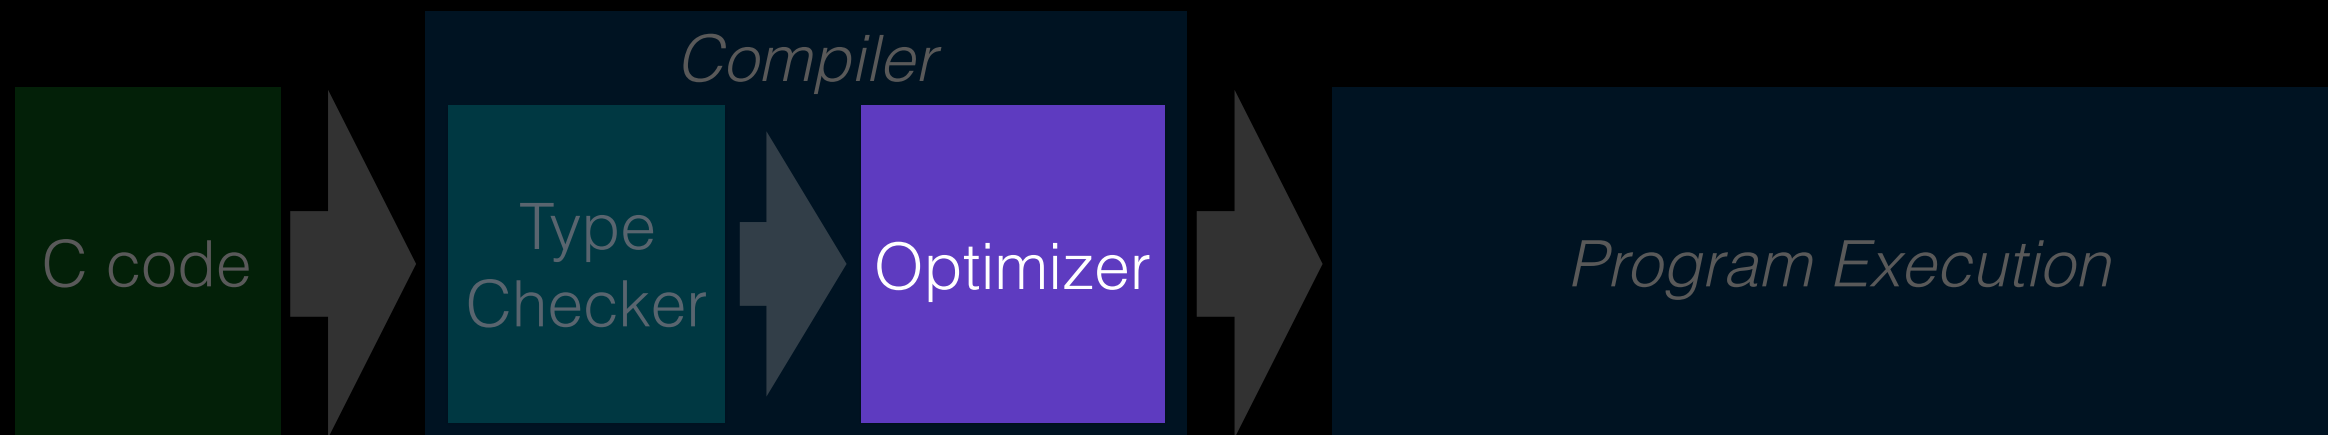 Compiler
C code
Type
Checker
Optimizer
Program Execution